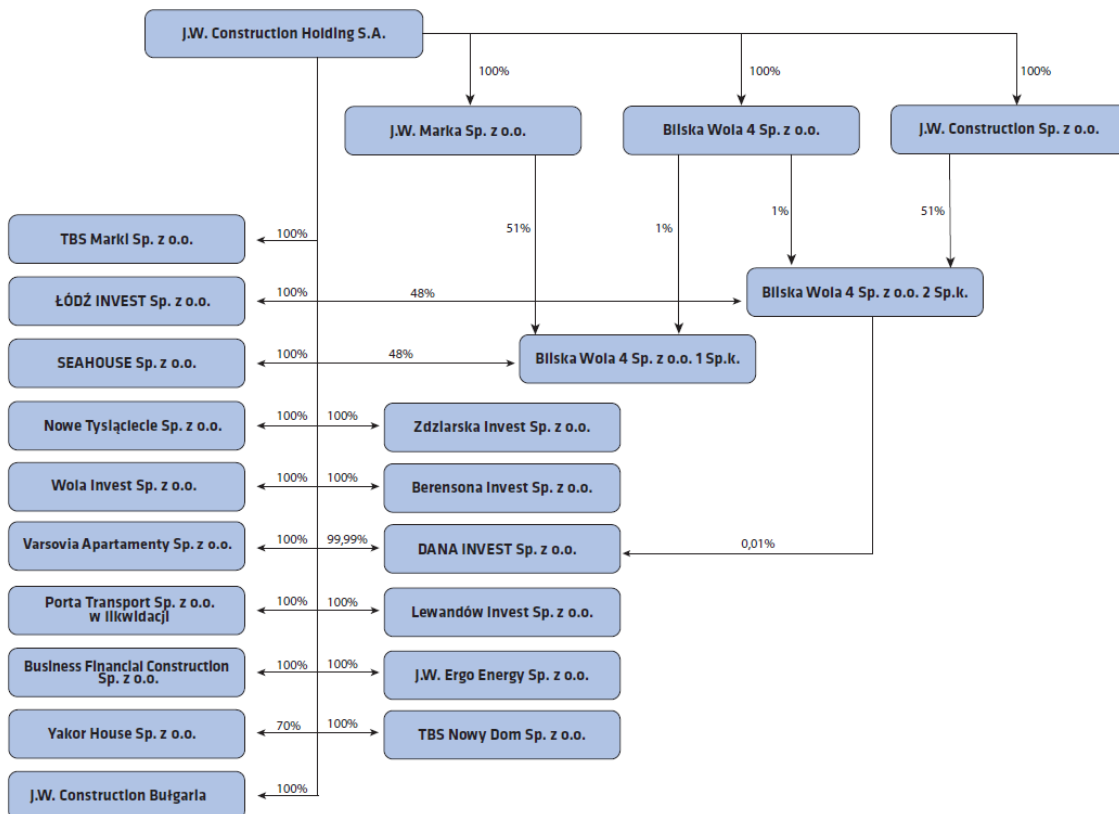 J.W. Construction Holding S.A.
100%
100%
100%
J.W. Marka Sp. z o.o.
Bliska Wola 4 Sp. z o.o.
J.W. Construction Sp. z o.o.
51%
1%
1%
51%
TBS Marki Sp. z o.o.
100%
ŁÓDŹ INVEST Sp. z o.o.
100%
48%
Bliska Wola 4 Sp. z o.o. 2 Sp.k.
SEAHOUSE Sp. z o.o.
100%
48%
Bliska Wola 4 Sp. z o.o. 1 Sp.k.
Nowe Tysiąclecie Sp. z o.o.
100%
100%
Zdziarska Invest Sp. z o.o.
Wola Invest Sp. z o.o.
100%
100%
Berensona Invest Sp. z o.o.
Varsovia Apartamenty Sp. z o.o.
100%
99,99%
DANA INVEST Sp. z o.o.
0,01%
Porta Transport Sp. z o.o.
w likwidacji
100%
100%
Lewandów Invest Sp. z o.o.
Business Financial Construction
Sp. z o.o.
100%
100%
J.W. Ergo Energy Sp. z o.o.
Yakor House Sp. z o.o.
70%
100%
TBS Nowy Dom Sp. z o.o.
J.W. Construction Bułgaria
100%